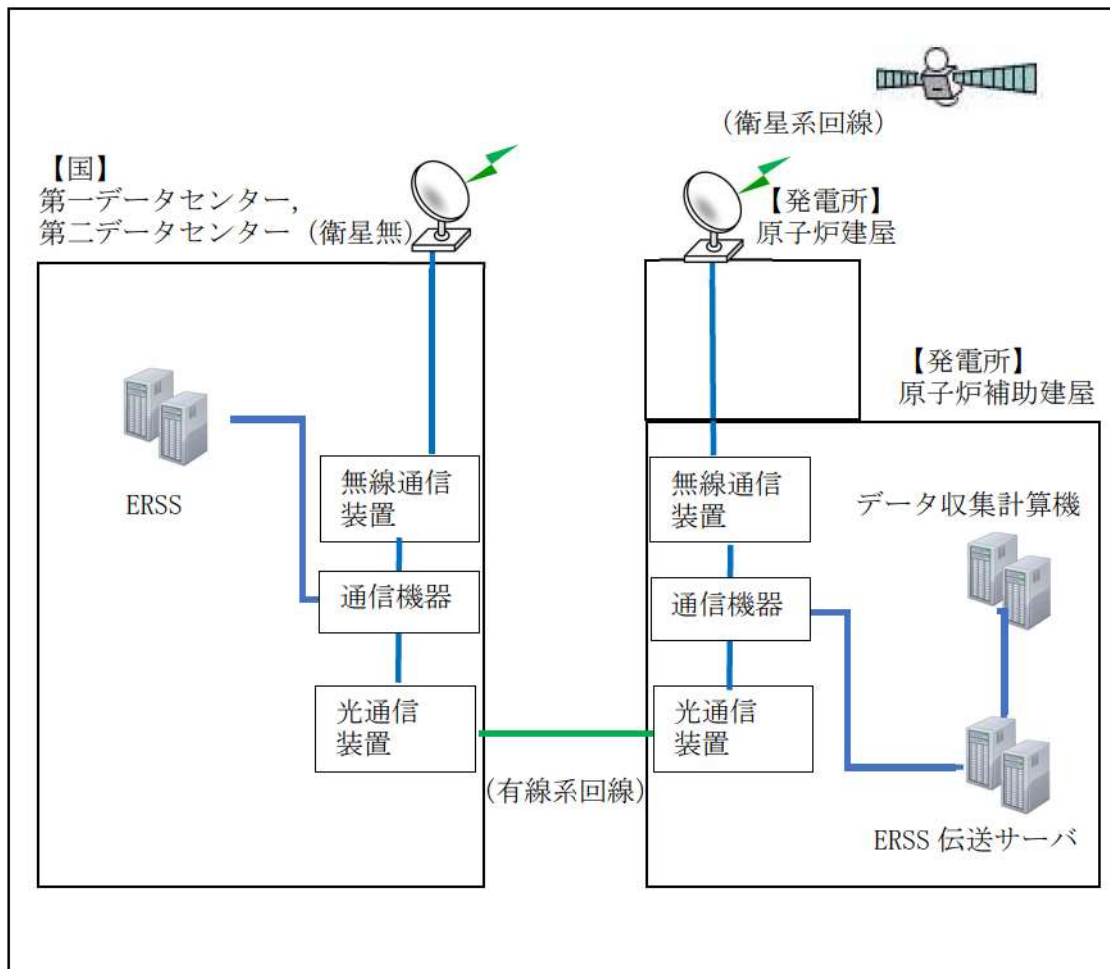 (衛星系回線)
【国】
第一データセンター,
第二データセンター (衛星無)
【発電所】
原子炉建屋
【発電所】
原子炉補助建屋
ERSS
無線通信
装置
通信機器
光通信
装置
(有線系回線)
無線通信
装置
通信機器
光通信
装置
データ収集計算機
ERSS 伝送サーバ